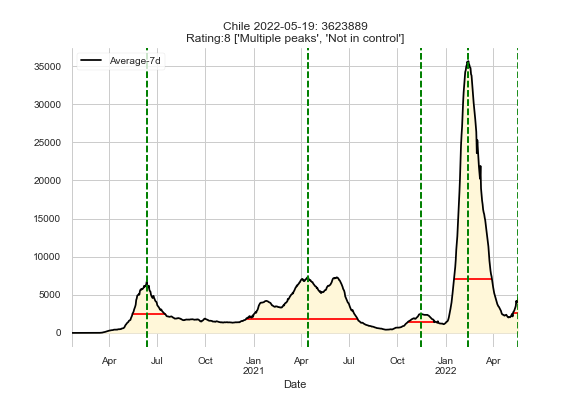 Chile 2022-05-19: 3623889
Rating:8 ['Multiple peaks', 'Not in control']
Average-7d
35000
30000
25000
20000
15000
10000
5000
0
Apr Jul Oct Jan Apr Jul Oct Jan Apr
2021 2022
Date